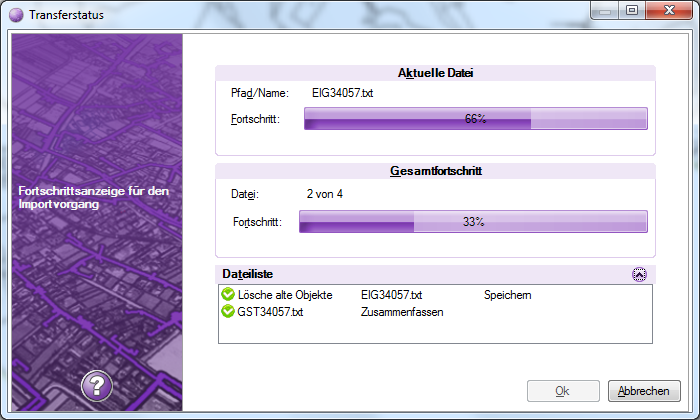 Transferstatus
Fortschrittsanzeige für den
Importvorgang
Aktuelle Datei
Pfad/Name: EIG34057.txt
Fortschritt: 66%
Gesamtfortschritt
Datei: 2 von 4
Fortschritt: 33%
Dateiliste
Lösche alte Objekte EIG34057.txt Speichern
GST34057.txt Zusammenfassen
?
Ok Abbrechen